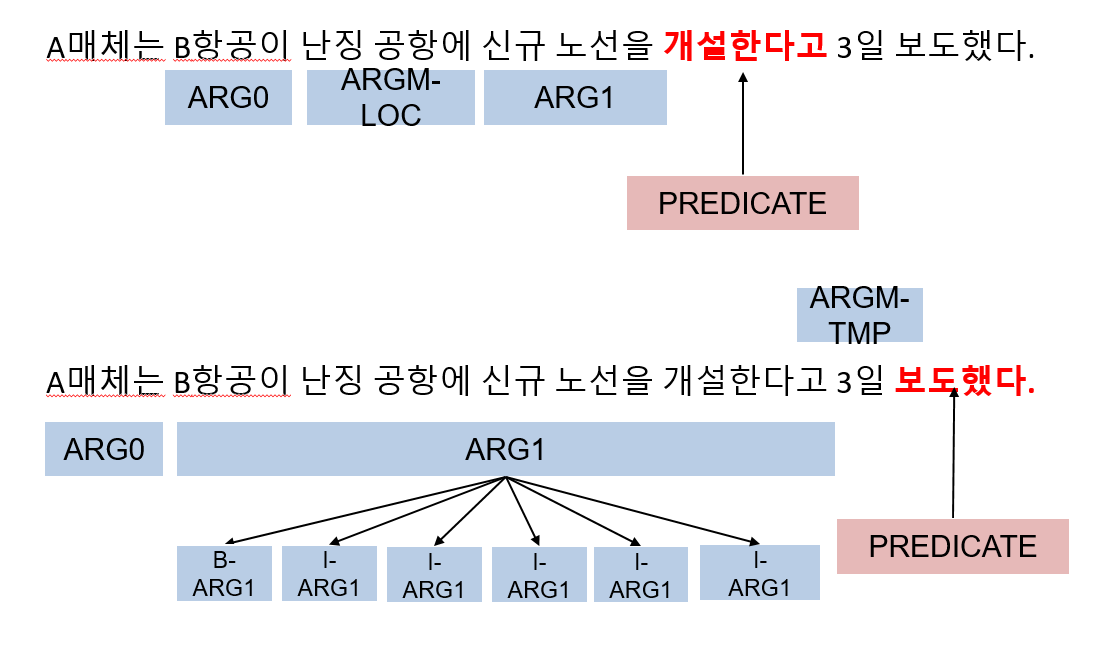 A매체는 B항공이 난징 공항에 신규 노선을 개설한다고 3일 보도했다.
ARG0
ARGM-
LOC
ARG1
PREDICATE
ARGM-
TMP
A매체는 B항공이 난징 공항에 신규 노선을 개설한다고 3일 보도했다.
ARG0
ARG1
PREDICATE
B-
ARG1
I-
ARG1
I-
ARG1
I-
ARG1
I-
ARG1
I-
ARG1